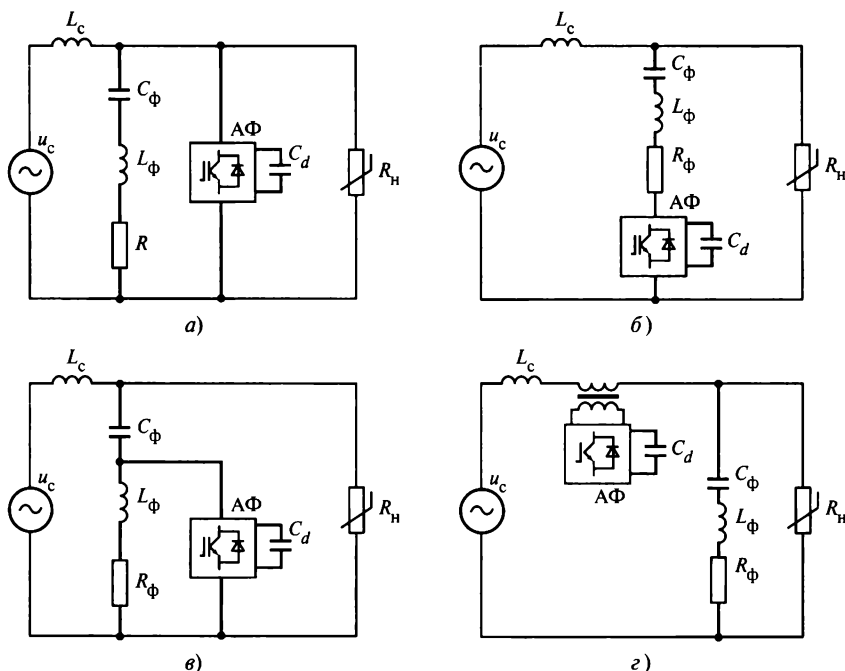 L_c
C_ф
L_ф
R
u_c
АФ
C_d
R_н
а)
L_c
C_ф
L_ф
R_ф
u_c
АФ
C_d
R_н
б)
L_c
C_ф
L_ф
R_ф
u_c
АФ
C_d
R_н
в)
L_c
u_c
АФ
C_d
C_ф
L_ф
R_ф
R_н
г)